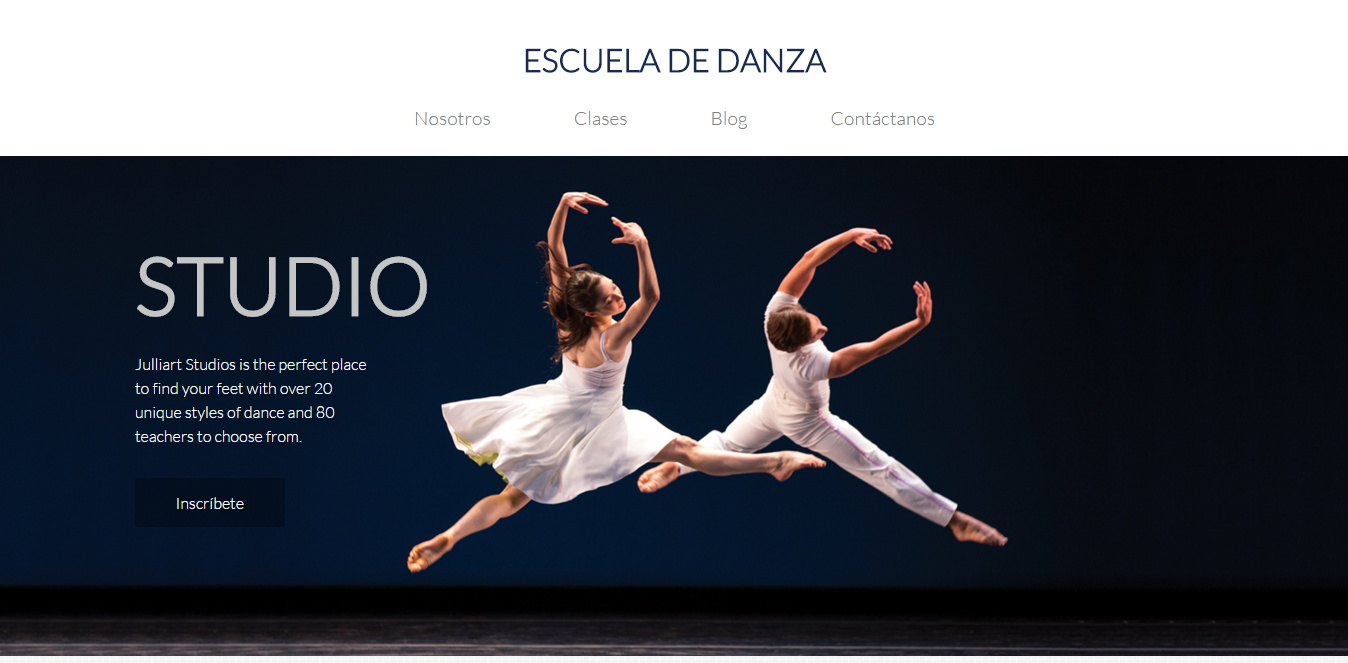 ESCUELA DE DANZA
Nosotros Clases Blog Contáctanos
STUDIO
Julliart Studios is the perfect place
to find your feet with over 20
unique styles of dance and 80
teachers to choose from.
Inscríbete